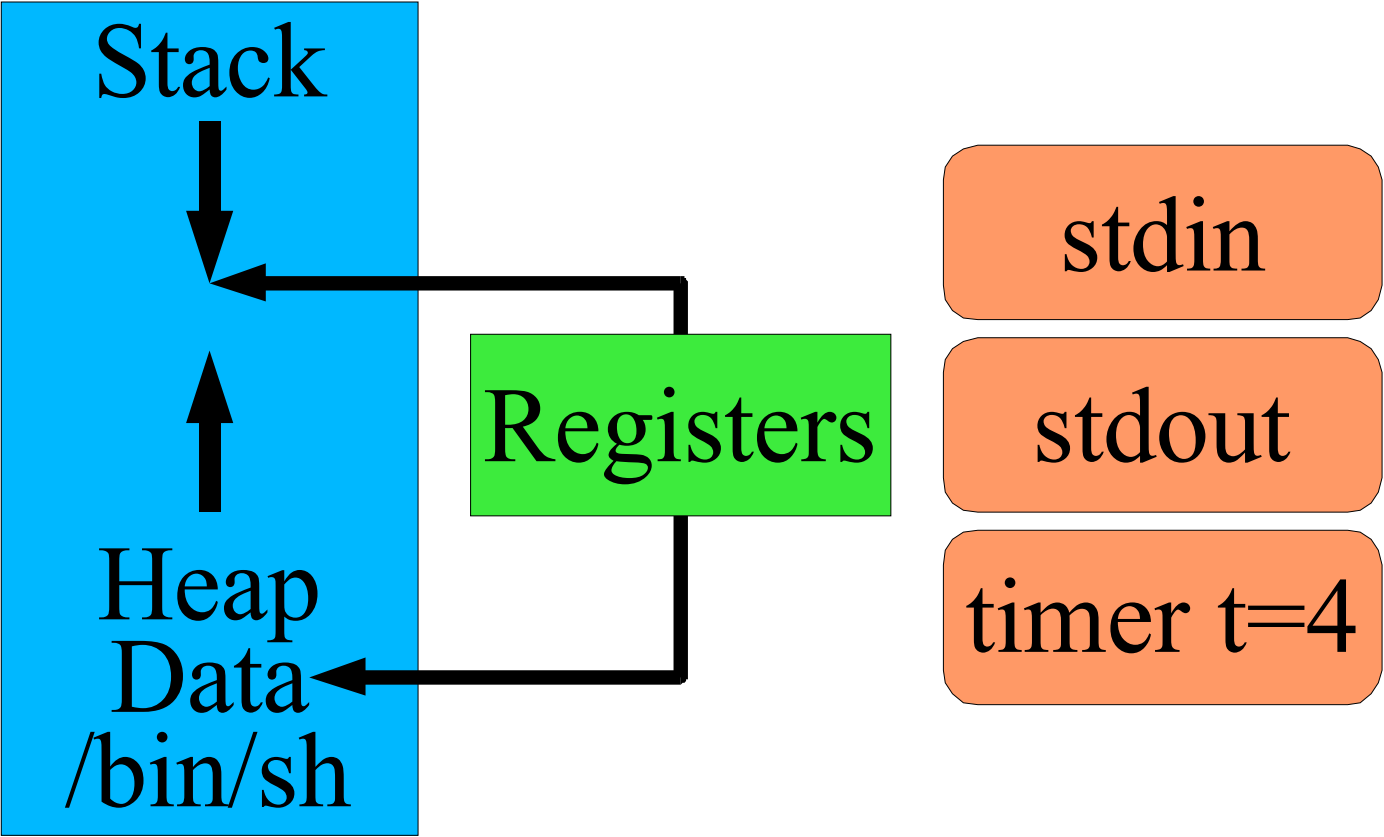 Stack
Heap
Data
/bin/sh
Registers
stdin
stdout
timer t=4